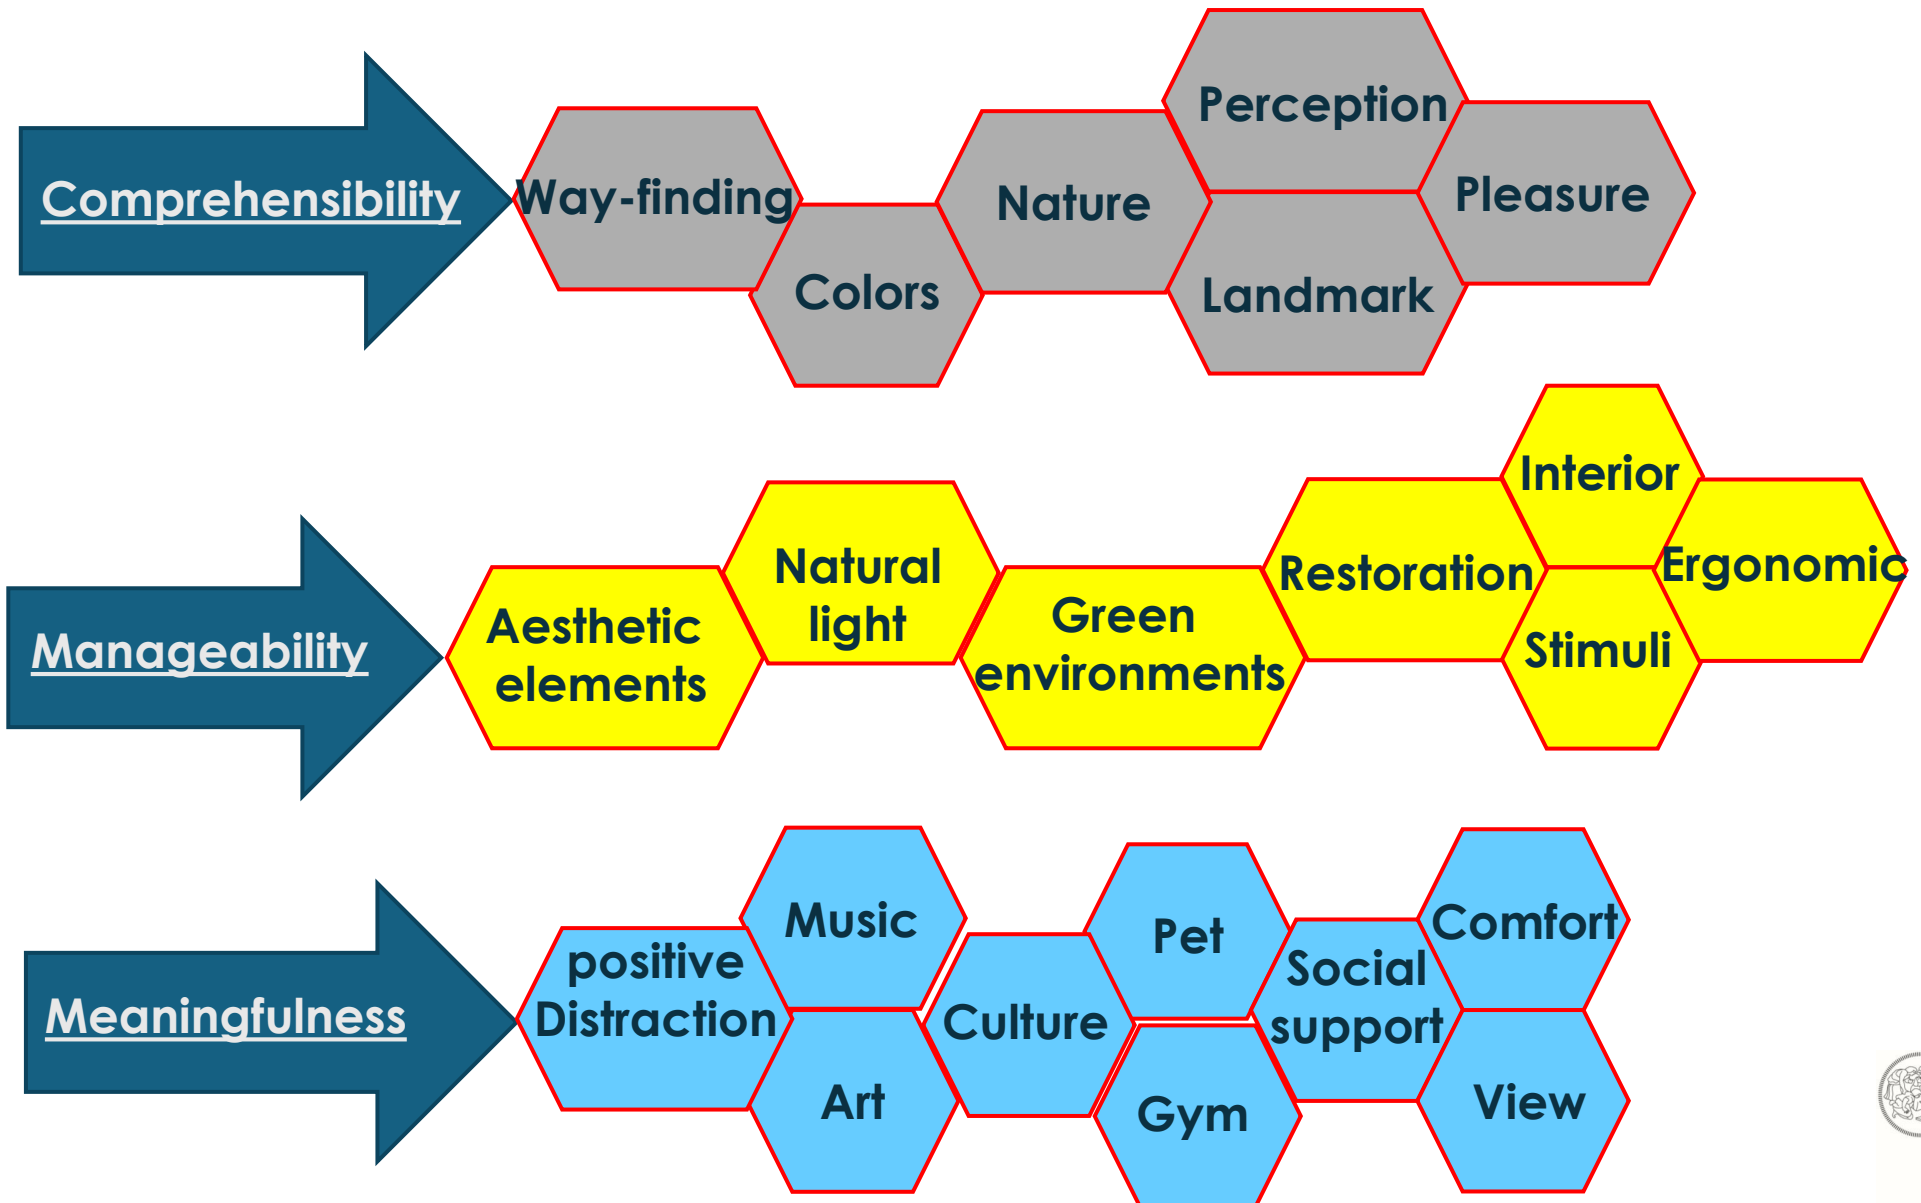 Comprehensibility
Way-finding
Colors
Nature
Perception
Landmark
Pleasure
Manageability
Aesthetic
elements
Natural
light
Green
environments
Restoration
Interior
Stimuli
Ergonomic
Meaningfulness
positive
Distraction
Music
Art
Culture
Pet
Gym
Social
support
Comfort
View